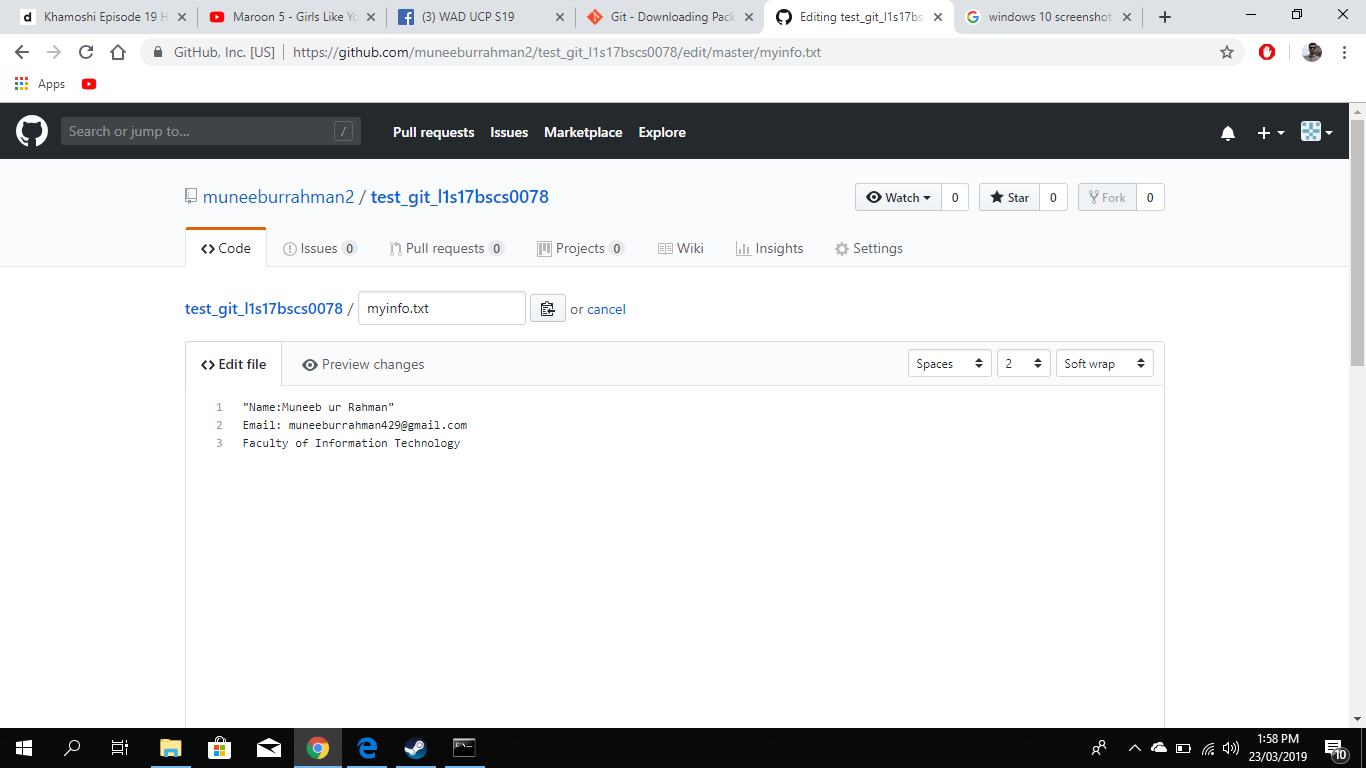 Khamoshi Episode 19 H
Maroon 5 - Girls Like Yo
(3) WAD UCP S19
Git - Downloading Pack
Editing test_git_l1s17bs
windows 10 screenshot
GitHub, Inc. [US]
https://github.com/muneeburrahman2/test_git_l1s17bscs0078/edit/master/myinfo.txt
Apps
Search or jump to...
/
Pull requests
Issues
Marketplace
Explore
muneeburrahman2 / test_git_l1s17bscs0078
Watch
0
Star
0
Fork
0
Code
Issues 0
Pull requests 0
Projects 0
Wiki
Insights
Settings
test_git_l1s17bscs0078 /
myinfo.txt
or cancel
Edit file
Preview changes
Spaces
2
Soft wrap
1 "Name:Muneeb ur Rahman"
2 Email: muneeburrahman429@gmail.com
3 Faculty of Information Technology
1:58 PM
23/03/2019
10